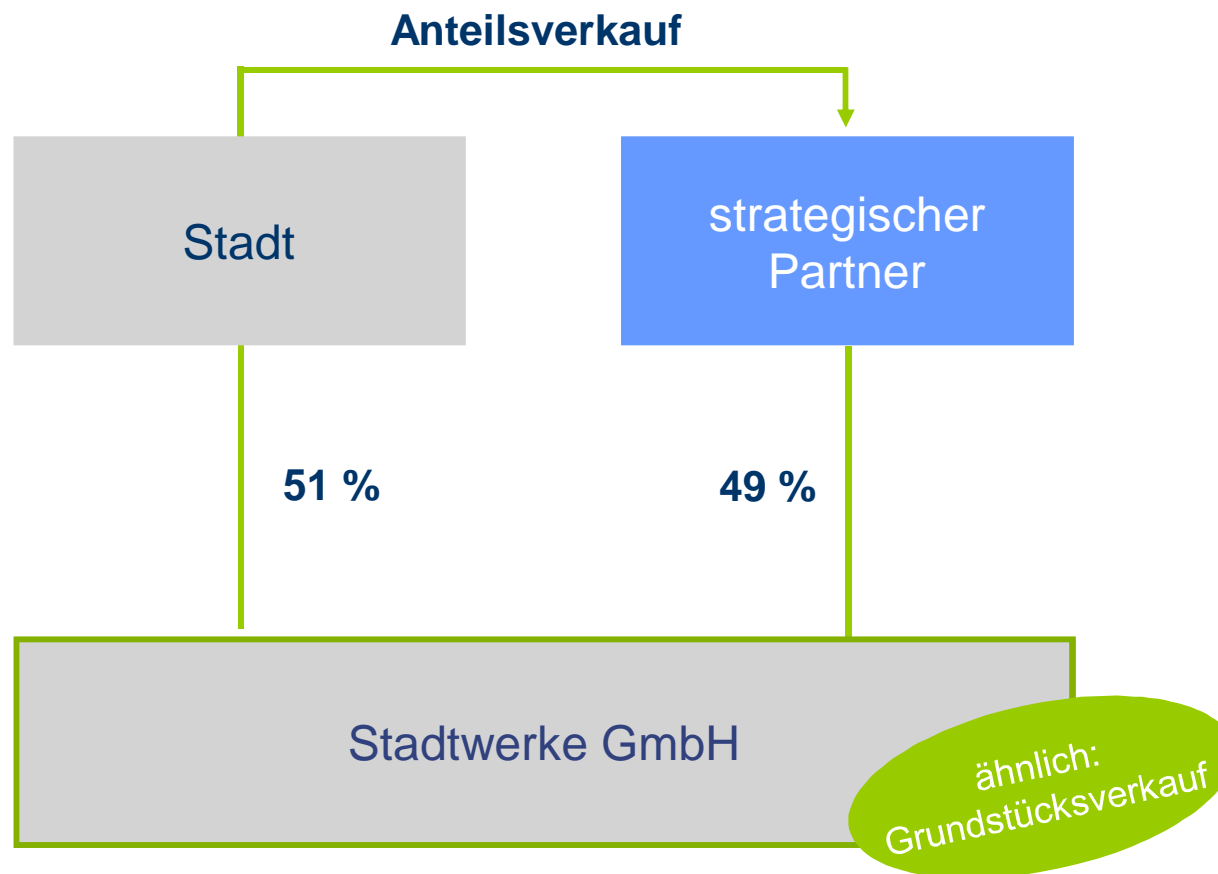 Anteilsverkauf
Stadt
strategischer
Partner
51 %
49 %
Stadtwerke GmbH
ähnlich:
Grundstücksverkauf